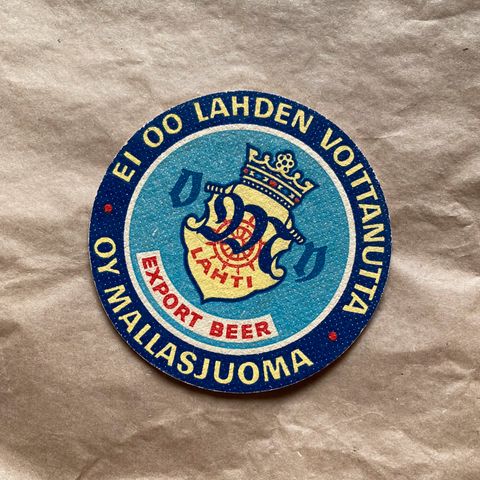 EI OO LAHDEN VOITTANUTTA
OY MALLASJUOMA
LAHTI
EXPORT BEER